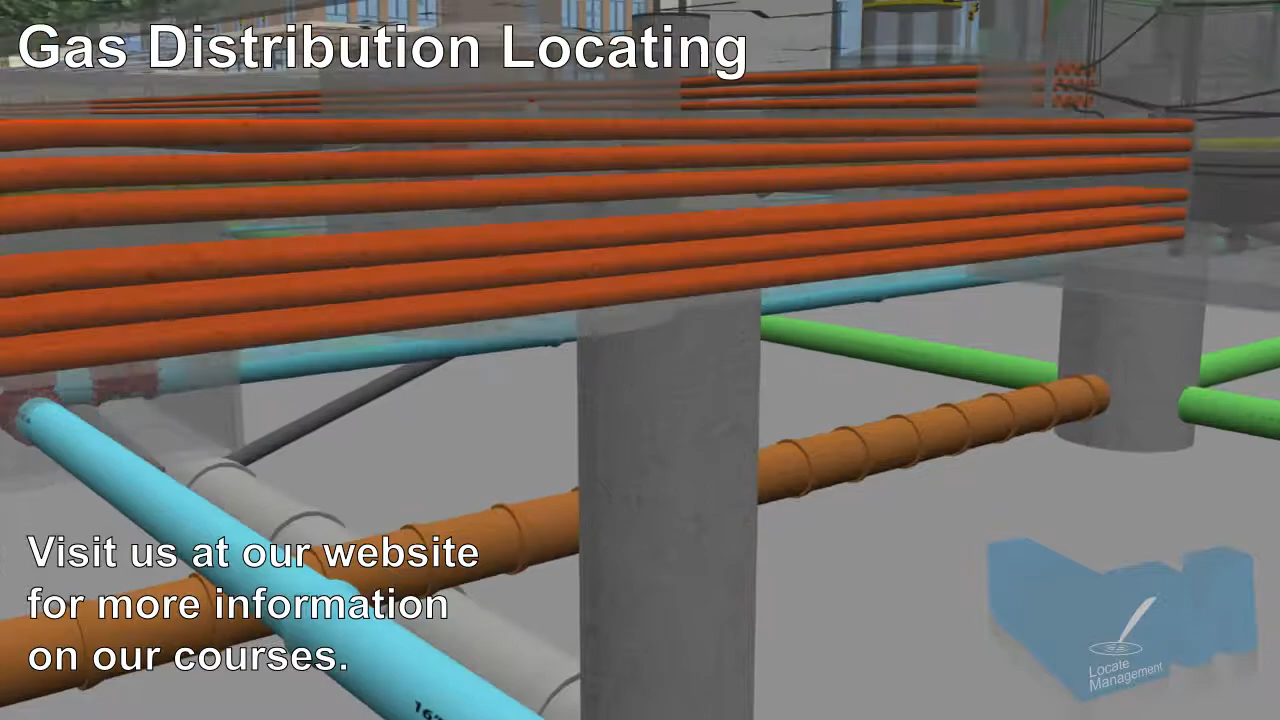 Gas Distribution Locating
Visit us at our website
for more information
on our courses.
Locate
Management